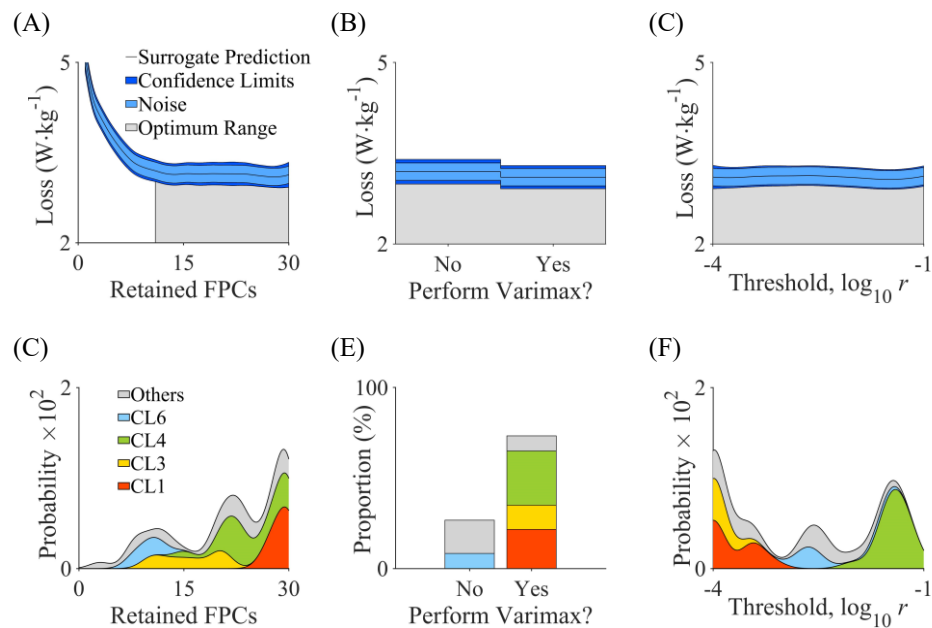 (A)
5
Loss (W·kg⁻¹)
2
Surrogate Prediction
Confidence Limits
Noise
Optimum Range
0
15
30
Retained FPCs
(B)
5
Loss (W·kg⁻¹)
2
No
Yes
Perform Varimax?
(C)
5
Loss (W·kg⁻¹)
2
-4
-1
Threshold, log₁₀ r
(C)
2
Probability × 10²
0
Others
CL6
CL4
CL3
CL1
0
15
30
Retained FPCs
(E)
100
Proportion (%)
0
No
Yes
Perform Varimax?
(F)
2
Probability × 10²
0
-4
-1
Threshold, log₁₀ r